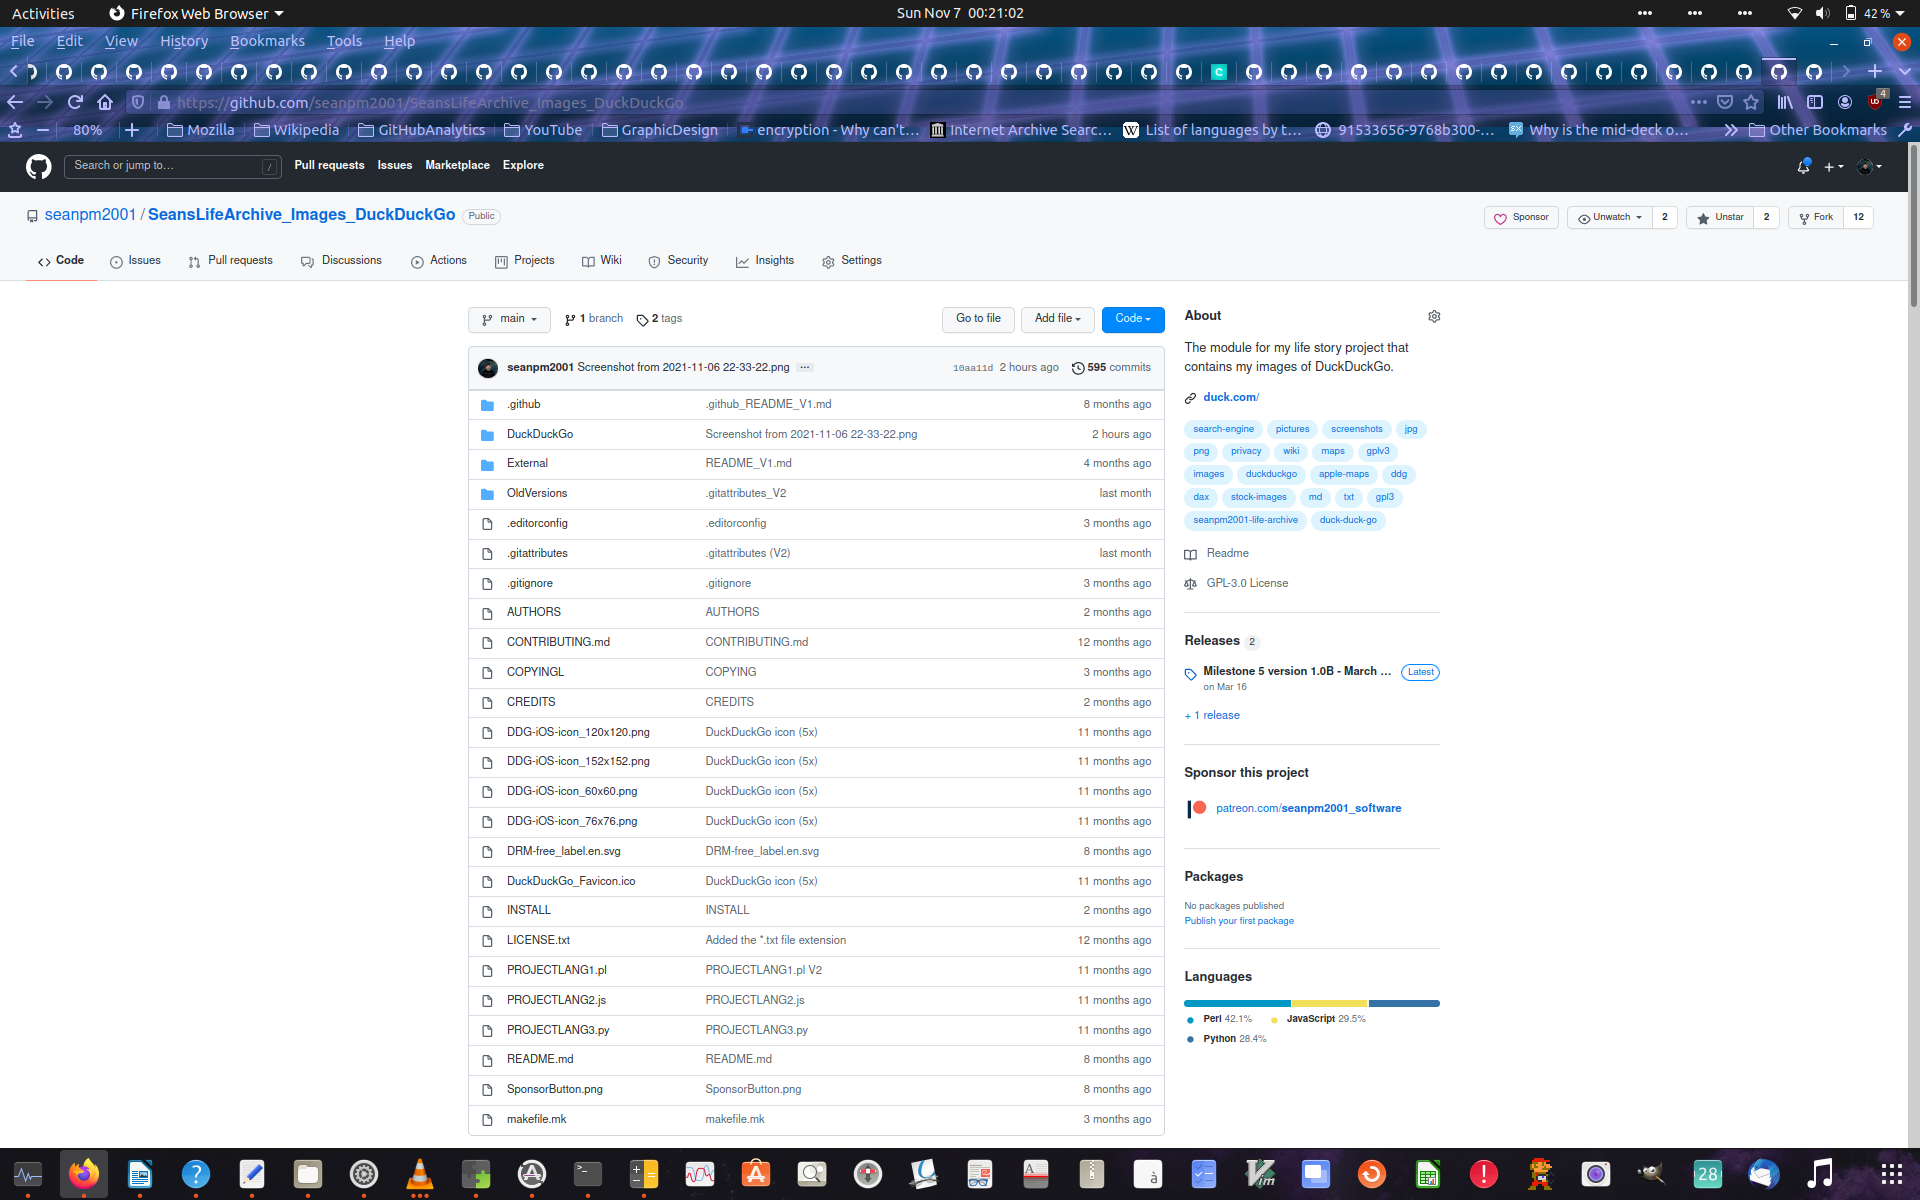 Activities Firefox Web Browser Sun Nov 7 00:21:02 42 %
File Edit View History Bookmarks Tools Help
https://github.com/seanpm2001/SeansLifeArchive_Images_DuckDuckGo 4
80% Mozilla Wikipedia GitHubAnalytics YouTube GraphicDesign encryption - Why can't… Internet Archive Searc… List of languages by t… 91533656-9768b300-… Why is the mid-deck o… Other Bookmarks
Search or jump to… / Pull requests Issues Marketplace Explore
seanpm2001 / SeansLifeArchive_Images_DuckDuckGo Public Sponsor Unwatch 2 Unstar 2 Fork 12
Code Issues Pull requests Discussions Actions Projects Wiki Security Insights Settings
main 1 branch 2 tags Go to file Add file Code
seanpm2001 Screenshot from 2021-11-06 22-33-22.png … 10aa11d 2 hours ago 595 commits
.github .github_README_V1.md 8 months ago
DuckDuckGo Screenshot from 2021-11-06 22-33-22.png 2 hours ago
External README_V1.md 4 months ago
OldVersions .gitattributes_V2 last month
.editorconfig .editorconfig 3 months ago
.gitattributes .gitattributes (V2) last month
.gitignore .gitignore 3 months ago
AUTHORS AUTHORS 2 months ago
CONTRIBUTING.md CONTRIBUTING.md 12 months ago
COPYINGL COPYING 3 months ago
CREDITS CREDITS 2 months ago
DDG-iOS-icon_120x120.png DuckDuckGo icon (5x) 11 months ago
DDG-iOS-icon_152x152.png DuckDuckGo icon (5x) 11 months ago
DDG-iOS-icon_60x60.png DuckDuckGo icon (5x) 11 months ago
DDG-iOS-icon_76x76.png DuckDuckGo icon (5x) 11 months ago
DRM-free_label.en.svg DRM-free_label.en.svg 8 months ago
DuckDuckGo_Favicon.ico DuckDuckGo icon (5x) 11 months ago
INSTALL INSTALL 2 months ago
LICENSE.txt Added the *.txt file extension 12 months ago
PROJECTLANG1.pl PROJECTLANG1.pl V2 11 months ago
PROJECTLANG2.js PROJECTLANG2.js 11 months ago
PROJECTLANG3.py PROJECTLANG3.py 11 months ago
README.md README.md 8 months ago
SponsorButton.png SponsorButton.png 8 months ago
makefile.mk makefile.mk 3 months ago
About
The module for my life story project that
contains my images of DuckDuckGo.
duck.com/
search-engine pictures screenshots jpg
png privacy wiki maps gplv3
images duckduckgo apple-maps ddg
dax stock-images md txt gpl3
seanpm2001-life-archive duck-duck-go
Readme
GPL-3.0 License
Releases 2
Milestone 5 version 1.0B - March … Latest
on Mar 16
+ 1 release
Sponsor this project
patreon.com/seanpm2001_software
Packages
No packages published
Publish your first package
Languages
Perl 42.1% JavaScript 29.5%
Python 28.4%
28